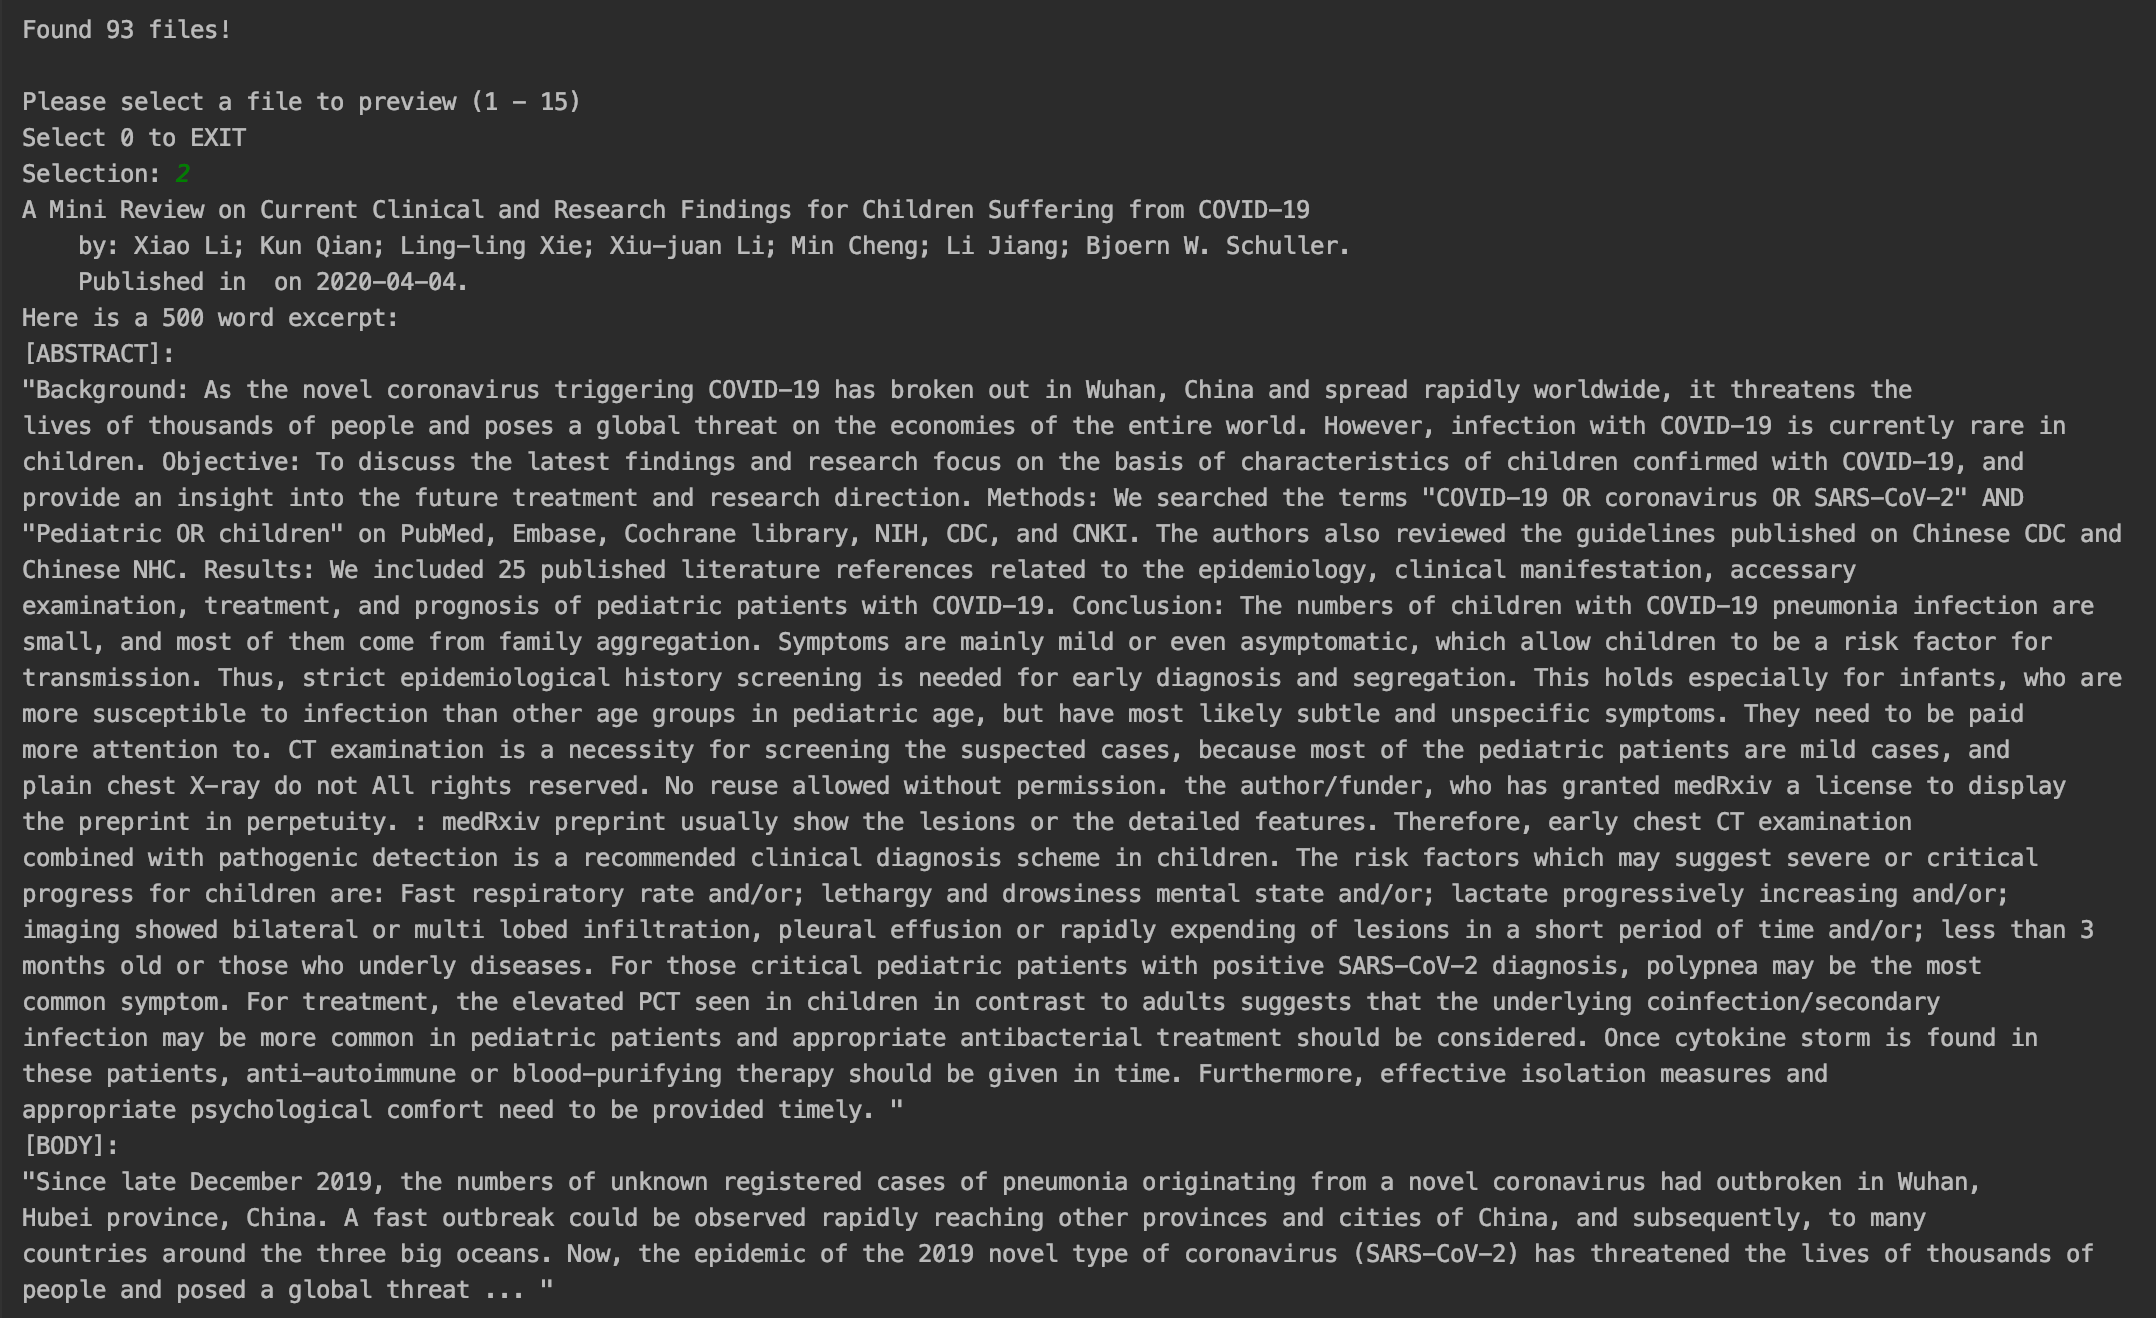 Found 93 files!
Please select a file to preview (1 - 15)
Select 0 to EXIT
Selection: 2
A Mini Review on Current Clinical and Research Findings for Children Suffering from COVID-19
by: Xiao Li; Kun Qian; Ling-ling Xie; Xiu-juan Li; Min Cheng; Li Jiang; Bjoern W. Schuller.
Published in  on 2020-04-04.
Here is a 500 word excerpt:
[ABSTRACT]:
"Background: As the novel coronavirus triggering COVID-19 has broken out in Wuhan, China and spread rapidly worldwide, it threatens the
lives of thousands of people and poses a global threat on the economies of the entire world. However, infection with COVID-19 is currently rare in
children. Objective: To discuss the latest findings and research focus on the basis of characteristics of children confirmed with COVID-19, and
provide an insight into the future treatment and research direction. Methods: We searched the terms "COVID-19 OR coronavirus OR SARS-CoV-2" AND
"Pediatric OR children" on PubMed, Embase, Cochrane library, NIH, CDC, and CNKI. The authors also reviewed the guidelines published on Chinese CDC and
Chinese NHC. Results: We included 25 published literature references related to the epidemiology, clinical manifestation, accessary
examination, treatment, and prognosis of pediatric patients with COVID-19. Conclusion: The numbers of children with COVID-19 pneumonia infection are
small, and most of them come from family aggregation. Symptoms are mainly mild or even asymptomatic, which allow children to be a risk factor for
transmission. Thus, strict epidemiological history screening is needed for early diagnosis and segregation. This holds especially for infants, who are
more susceptible to infection than other age groups in pediatric age, but have most likely subtle and unspecific symptoms. They need to be paid
more attention to. CT examination is a necessity for screening the suspected cases, because most of the pediatric patients are mild cases, and
plain chest X-ray do not All rights reserved. No reuse allowed without permission. the author/funder, who has granted medRxiv a license to display
the preprint in perpetuity. : medRxiv preprint usually show the lesions or the detailed features. Therefore, early chest CT examination
combined with pathogenic detection is a recommended clinical diagnosis scheme in children. The risk factors which may suggest severe or critical
progress for children are: Fast respiratory rate and/or; lethargy and drowsiness mental state and/or; lactate progressively increasing and/or;
imaging showed bilateral or multi lobed infiltration, pleural effusion or rapidly expending of lesions in a short period of time and/or; less than 3
months old or those who underly diseases. For those critical pediatric patients with positive SARS-CoV-2 diagnosis, polypnea may be the most
common symptom. For treatment, the elevated PCT seen in children in contrast to adults suggests that the underlying coinfection/secondary
infection may be more common in pediatric patients and appropriate antibacterial treatment should be considered. Once cytokine storm is found in
these patients, anti-autoimmune or blood-purifying therapy should be given in time. Furthermore, effective isolation measures and
appropriate psychological comfort need to be provided timely. "
[BODY]:
"Since late December 2019, the numbers of unknown registered cases of pneumonia originating from a novel coronavirus had outbroken in Wuhan,
Hubei province, China. A fast outbreak could be observed rapidly reaching other provinces and cities of China, and subsequently, to many
countries around the three big oceans. Now, the epidemic of the 2019 novel type of coronavirus (SARS-CoV-2) has threatened the lives of thousands of
people and posed a global threat ... "